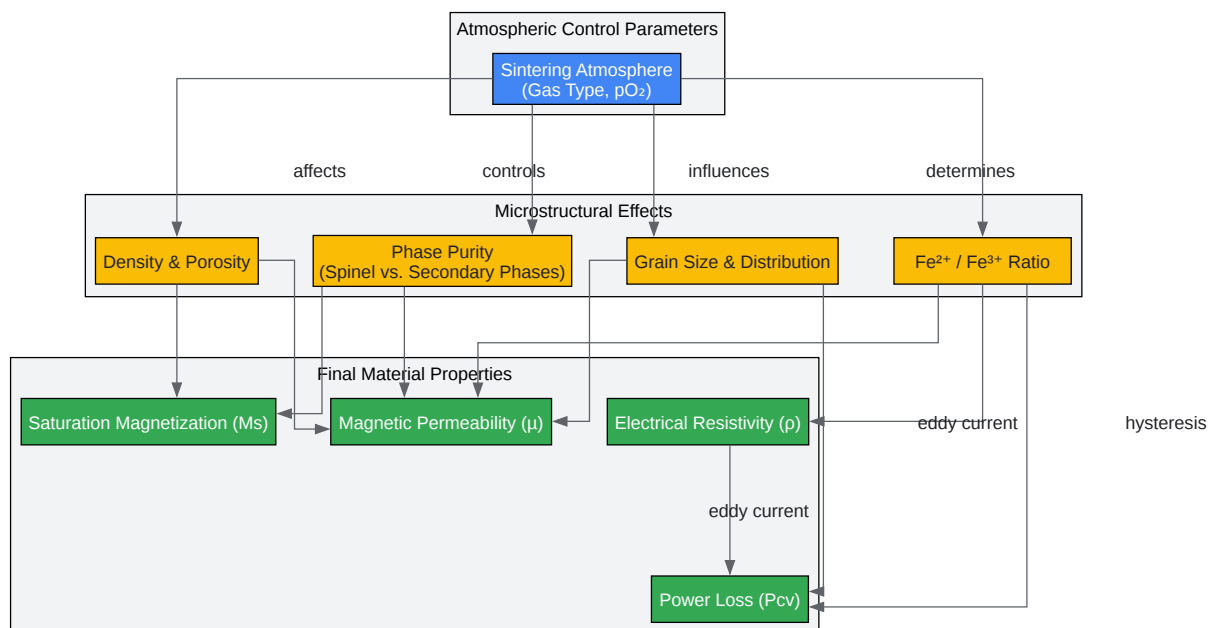 Atmospheric Control Parameters
Sintering Atmosphere
(Gas Type, pO₂)
affects
controls
influences
determines
Microstructural Effects
Density & Porosity
Phase Purity
(Spinel vs. Secondary Phases)
Grain Size & Distribution
Fe²⁺ / Fe³⁺ Ratio
Final Material Properties
Saturation Magnetization (Ms)
Magnetic Permeability (µ)
Electrical Resistivity (ρ)
eddy current
hysteresis
eddy current
Power Loss (Pcv)